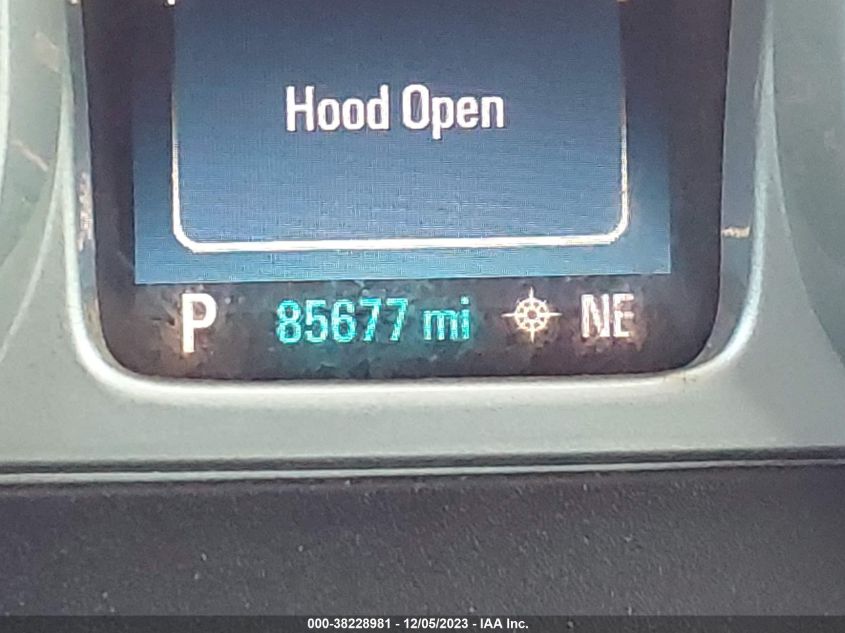 Hood Open
P 85677 mi NE
000-38228981 - 12/05/2023 - IAA Inc.